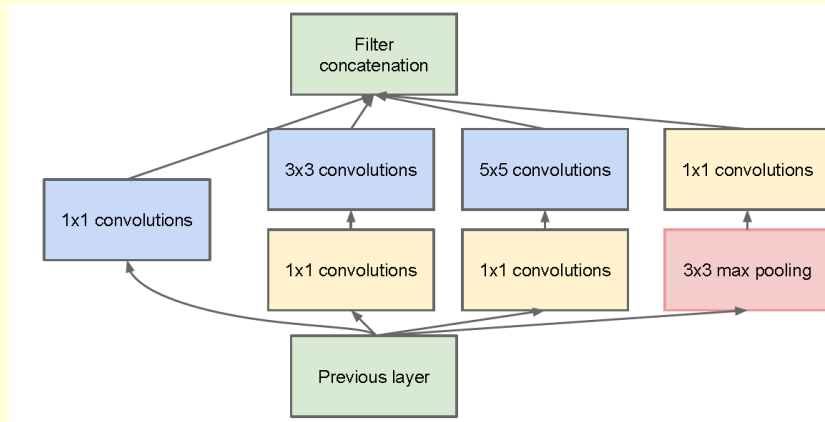 Filter
concatenation
3x3 convolutions
5x5 convolutions
1x1 convolutions
1x1 convolutions
1x1 convolutions
1x1 convolutions
3x3 max pooling
Previous layer